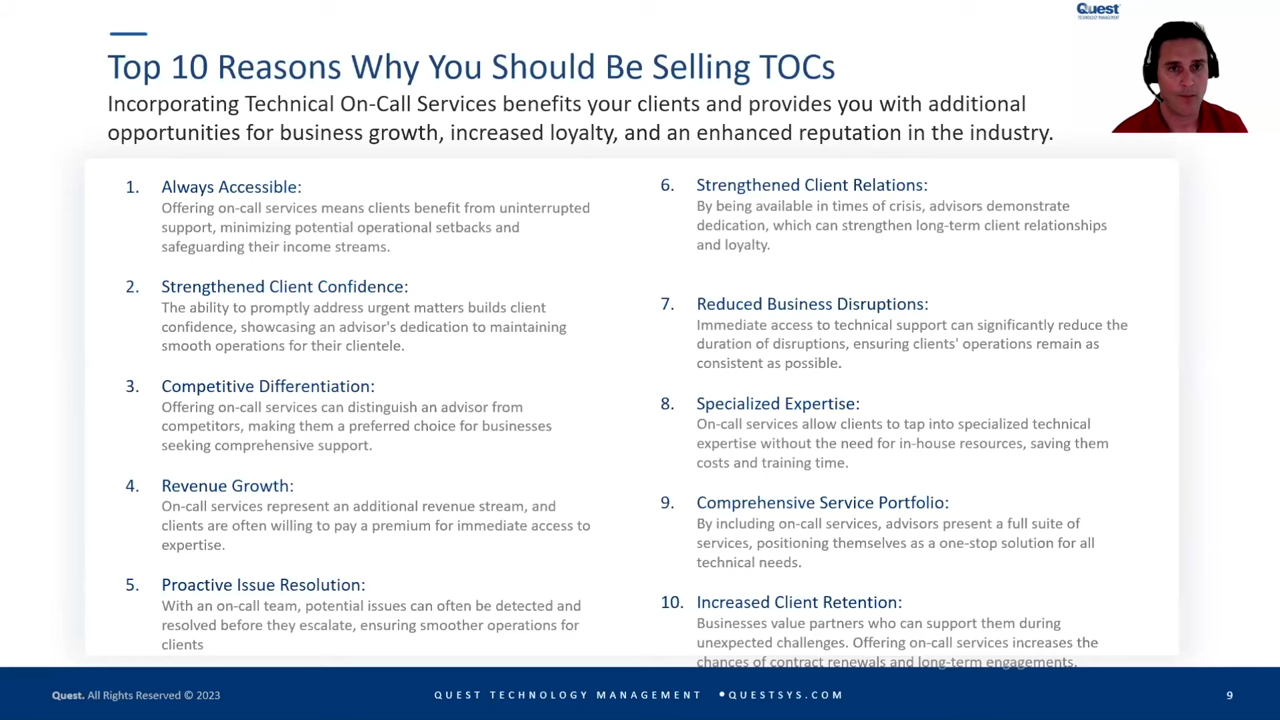 Quest
TECHNOLOGY MANAGEMENT
Top 10 Reasons Why You Should Be Selling TOCs
Incorporating Technical On-Call Services benefits your clients and provides you with additional
opportunities for business growth, increased loyalty, and an enhanced reputation in the industry.
1. Always Accessible:
Offering on-call services means clients benefit from uninterrupted
support, minimizing potential operational setbacks and
safeguarding their income streams.
2. Strengthened Client Confidence:
The ability to promptly address urgent matters builds client
confidence, showcasing an advisor's dedication to maintaining
smooth operations for their clientele.
3. Competitive Differentiation:
Offering on-call services can distinguish an advisor from
competitors, making them a preferred choice for businesses
seeking comprehensive support.
4. Revenue Growth:
On-call services represent an additional revenue stream, and
clients are often willing to pay a premium for immediate access to
expertise.
5. Proactive Issue Resolution:
With an on-call team, potential issues can often be detected and
resolved before they escalate, ensuring smoother operations for
clients
6. Strengthened Client Relations:
By being available in times of crisis, advisors demonstrate
dedication, which can strengthen long-term client relationships
and loyalty.
7. Reduced Business Disruptions:
Immediate access to technical support can significantly reduce the
duration of disruptions, ensuring clients' operations remain as
consistent as possible.
8. Specialized Expertise:
On-call services allow clients to tap into specialized technical
expertise without the need for in-house resources, saving them
costs and training time.
9. Comprehensive Service Portfolio:
By including on-call services, advisors present a full suite of
services, positioning themselves as a one-stop solution for all
technical needs.
10. Increased Client Retention:
Businesses value partners who can support them during
unexpected challenges. Offering on-call services increases the
chances of contract renewals and long-term engagements.
Quest. All Rights Reserved © 2023
QUEST TECHNOLOGY MANAGEMENT •QUESTSYS.COM
9